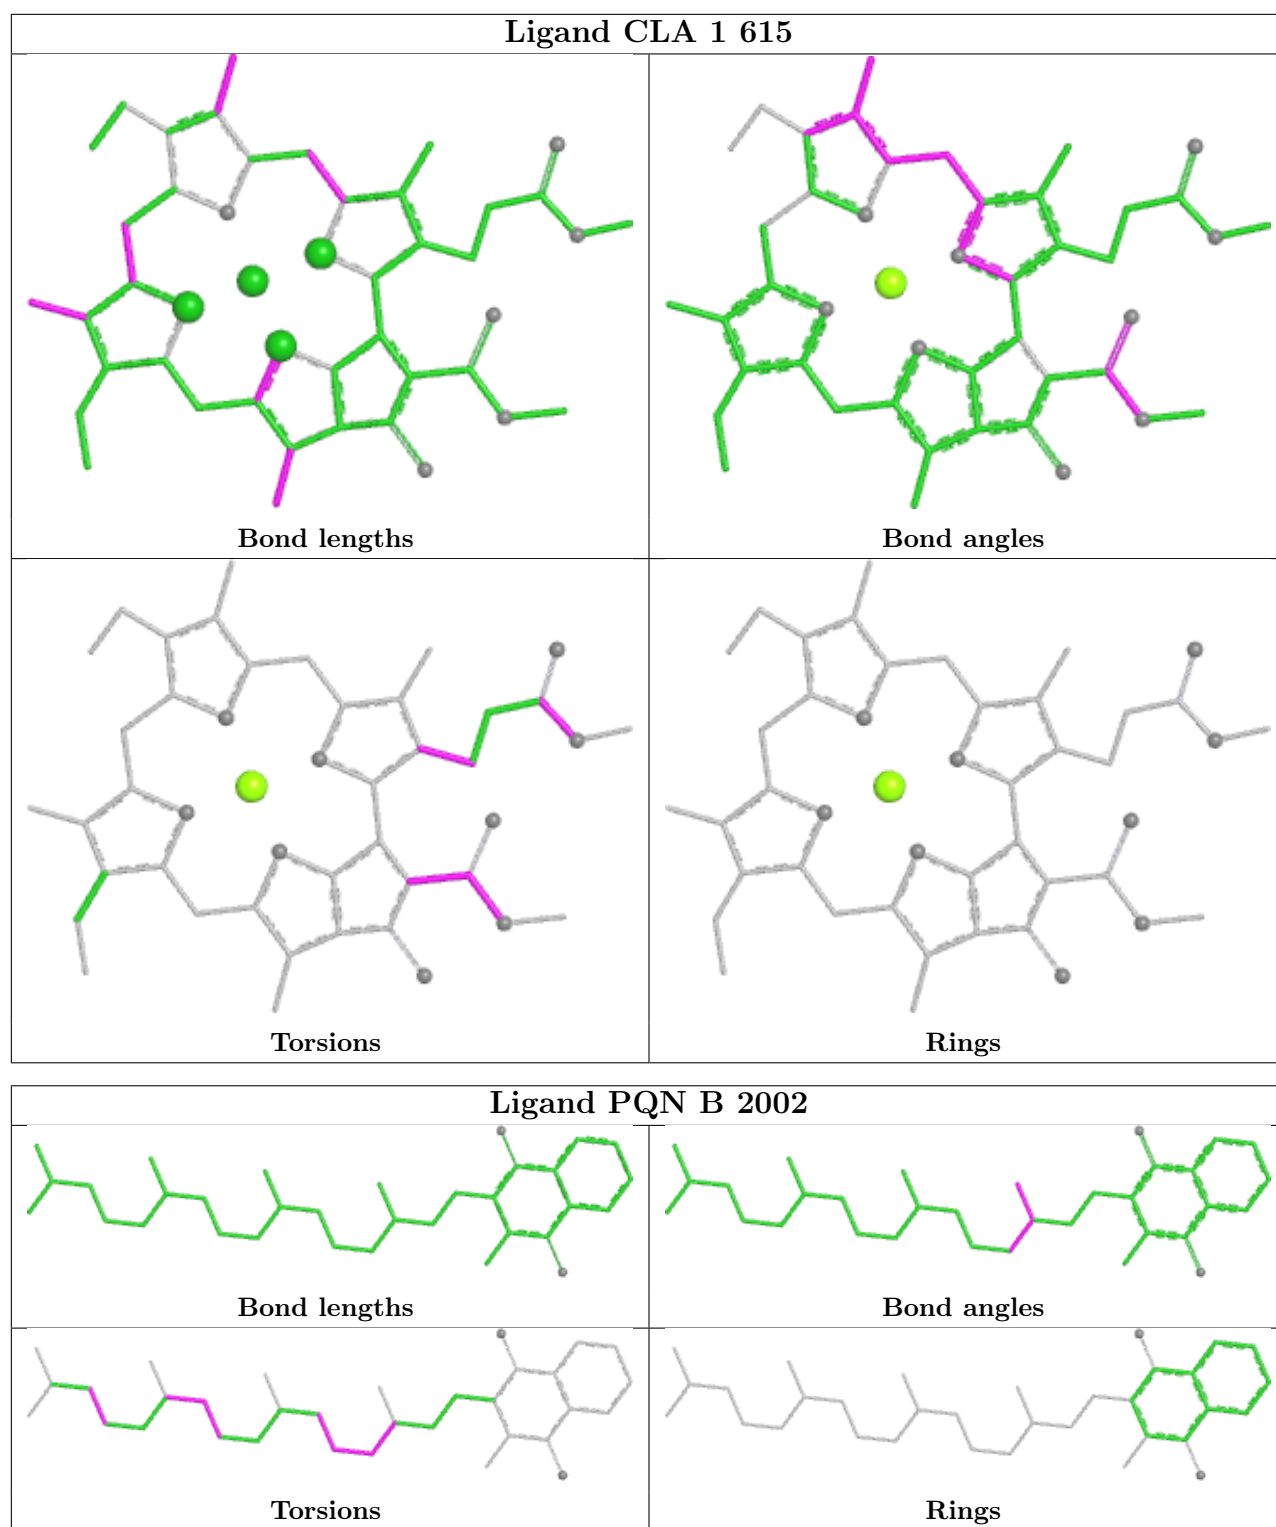 Ligand CLA 1 615
Bond lengths
Bond angles
Torsions
Rings
Ligand PQN B 2002
Bond lengths
Bond angles
Torsions
Rings